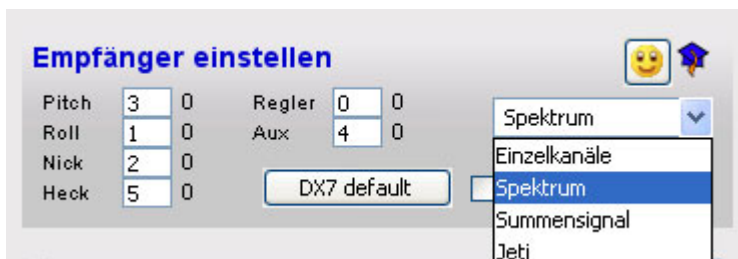 Empfänger einstellen
Pitch 3 0 Regler 0 0
Spektrum
Roll 1 0 Aux 4 0
Einzelkanäle
Nick 2 0
Heck 5 0 DX7 default Spektrum
Summensignal
Jeti